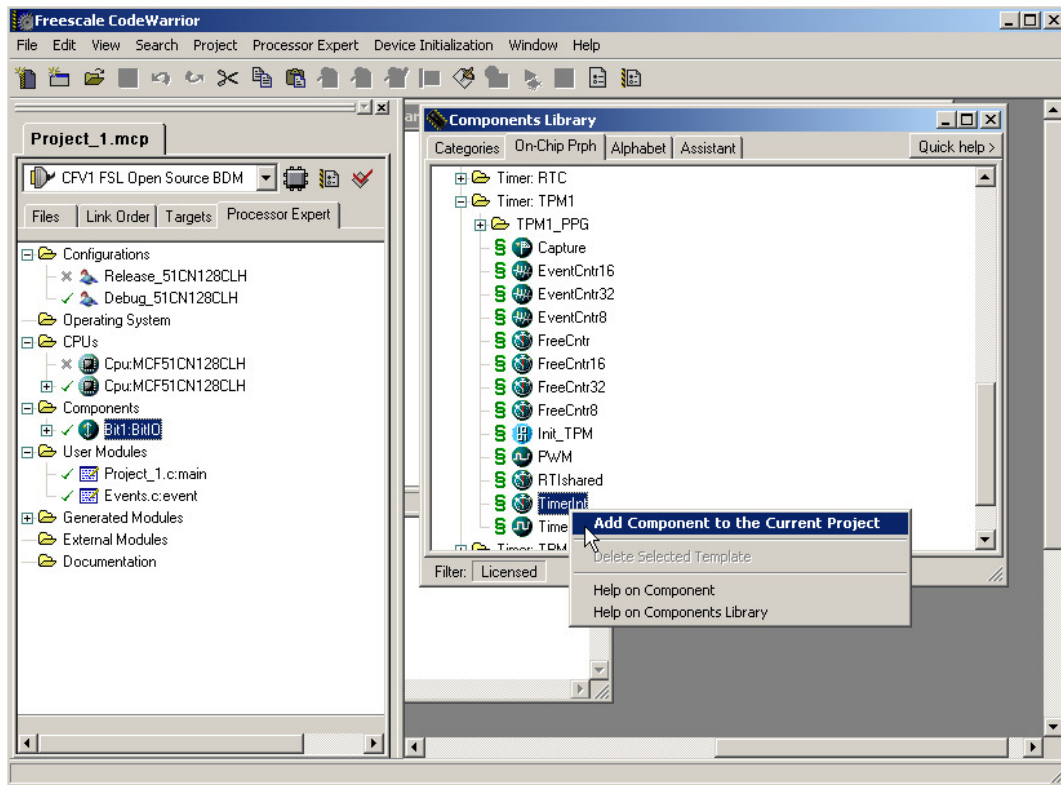 Freescale CodeWarrior
File Edit View Search Project Processor Expert Device Initialization Window Help
Project_1.mcp
CFV1 FSL Open Source BDM
Files Link Order Targets Processor Expert
Configurations
Release_51CN128CLH
Debug_51CN128CLH
Operating System
CPUs
Cpu:MCF51CN128CLH
Cpu:MCF51CN128CLH
Components
Bit1:BitIO
User Modules
Project_1.c:main
Events.c:event
Generated Modules
External Modules
Documentation
Components Library
Categories On-Chip Prph Alphabet Assistant Quick help >
Timer: RTC
Timer: TPM1
TPM1_PPG
Capture
EventCntr16
EventCntr32
EventCntr8
FreeCntr
FreeCntr16
FreeCntr32
FreeCntr8
Init_TPM
PWM
RTIshared
TimerInt
Time
Timer: TPM
Filter: Licensed
Add Component to the Current Project
Delete Selected Template
Help on Component
Help on Components Library